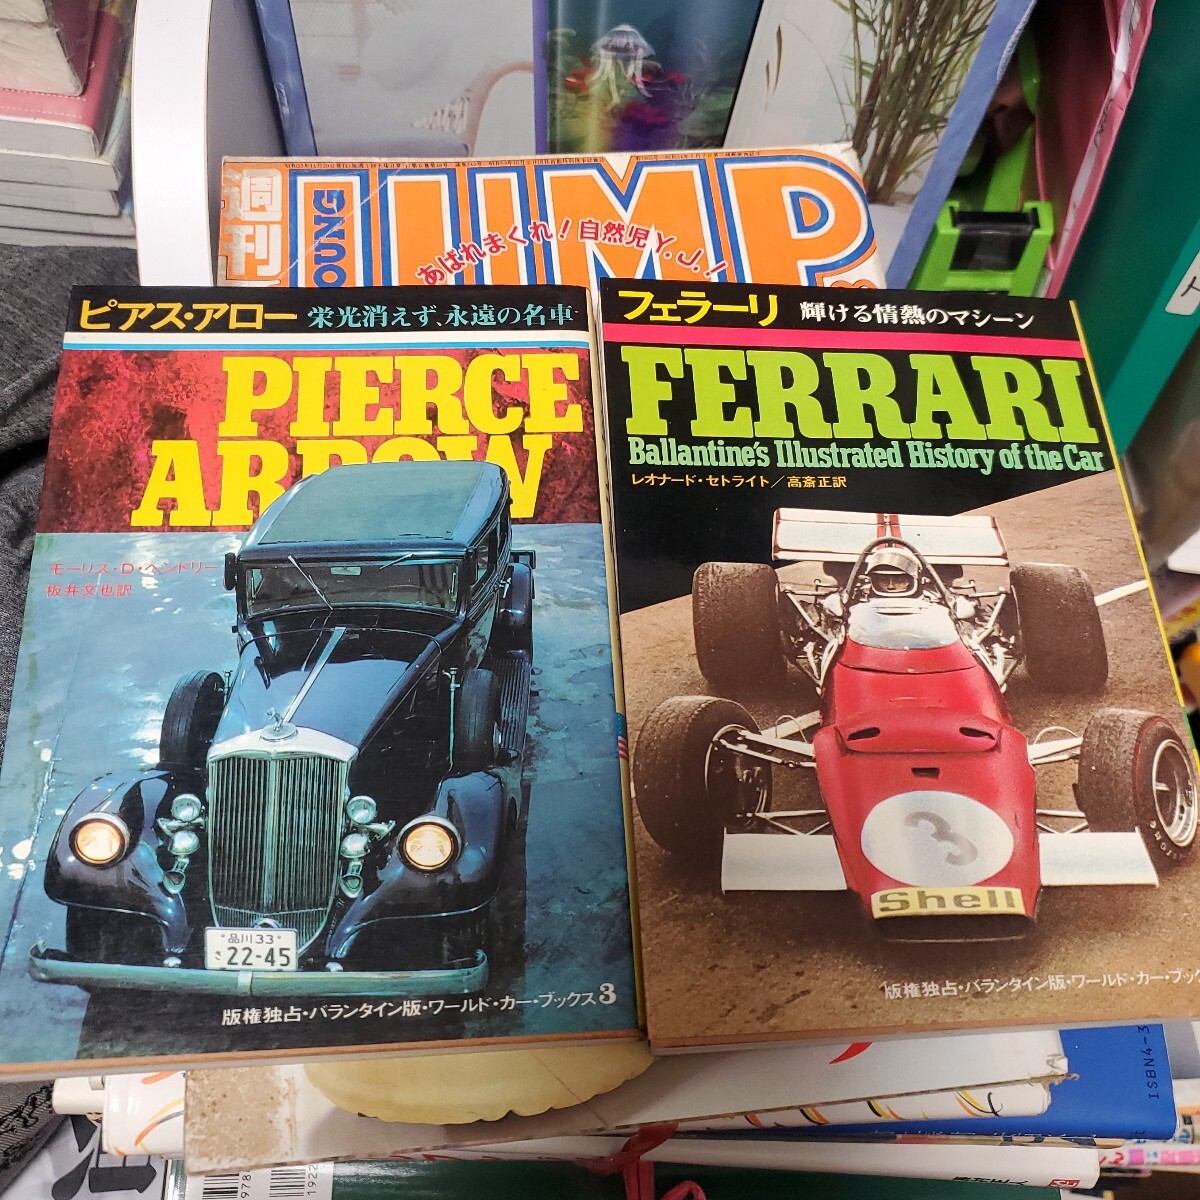 週刊
YOUNG
JUMP
あばれまくれ!自然児Y.J.!
ピアス・アロー 栄光消えず、永遠の名車
PIERCE
ARROW
モーリス・D・ヘンドリー
板井文也訳
品川33
さ 22-45
版権独占・バランタイン版・ワールド・カー・ブックス3
フェラーリ 輝ける情熱のマシーン
FERRARI
Ballantine's Illustrated History of the Car
レオナード・セトライト/高斎正訳
3
Shell
版権独占・バランタイン版・ワールド・カー・ブック
ISBN4-3